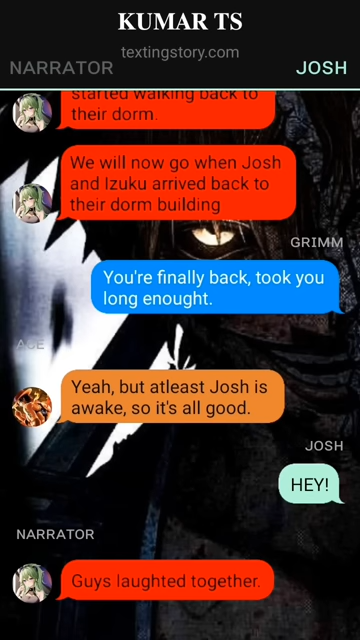 KUMAR TS
textingstory.com
NARRATOR
JOSH
started walking back to
their dorm.
We will now go when Josh
and Izuku arrived back to
their dorm building
GRIMM
You're finally back, took you
long enought.
ACE
Yeah, but atleast Josh is
awake, so it's all good.
JOSH
HEY!
NARRATOR
Guys laughted together.